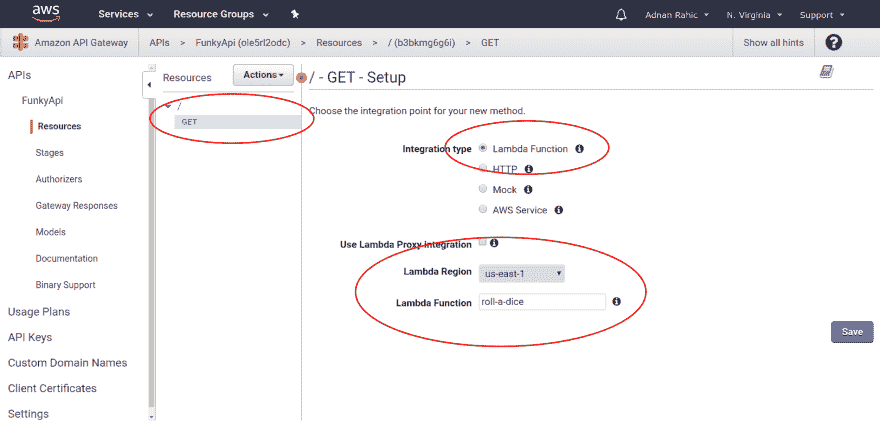 aws Services Resource Groups Adnan Rahic N. Virginia Support
Amazon API Gateway APIs > FunkyApi (ole5rl2odc) > Resources > / (b3bkmg6g6i) > GET Show all hints ?
APIs
FunkyApi
Resources
Stages
Authorizers
Gateway Responses
Models
Documentation
Binary Support
Usage Plans
API Keys
Custom Domain Names
Client Certificates
Settings
Resources Actions
/
GET
/ - GET - Setup
Choose the integration point for your new method.
Integration type Lambda Function
HTTP
Mock
AWS Service
Use Lambda Proxy integration
Lambda Region us-east-1
Lambda Function roll-a-dice
Save